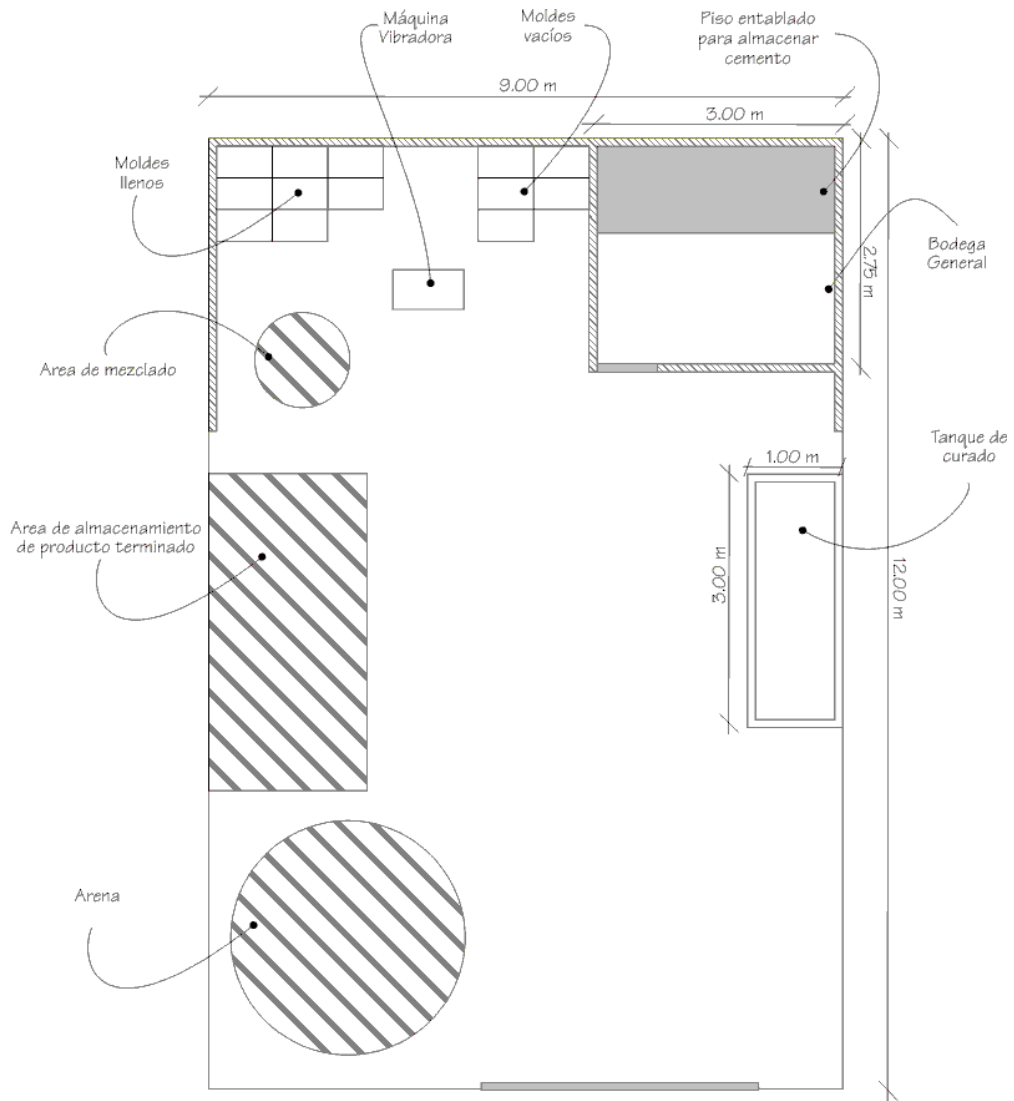 Máquina
Vibradora
Moldes
vacíos
Piso entablado
para almacenar
cemento
9.00 m
3.00 m
Moldes
llenos
2.75 m
Bodega
General
Area de mezclado
Tanque de
curado
1.00 m
Area de almacenamiento
de producto terminado
3.00 m
12.00 m
Arena